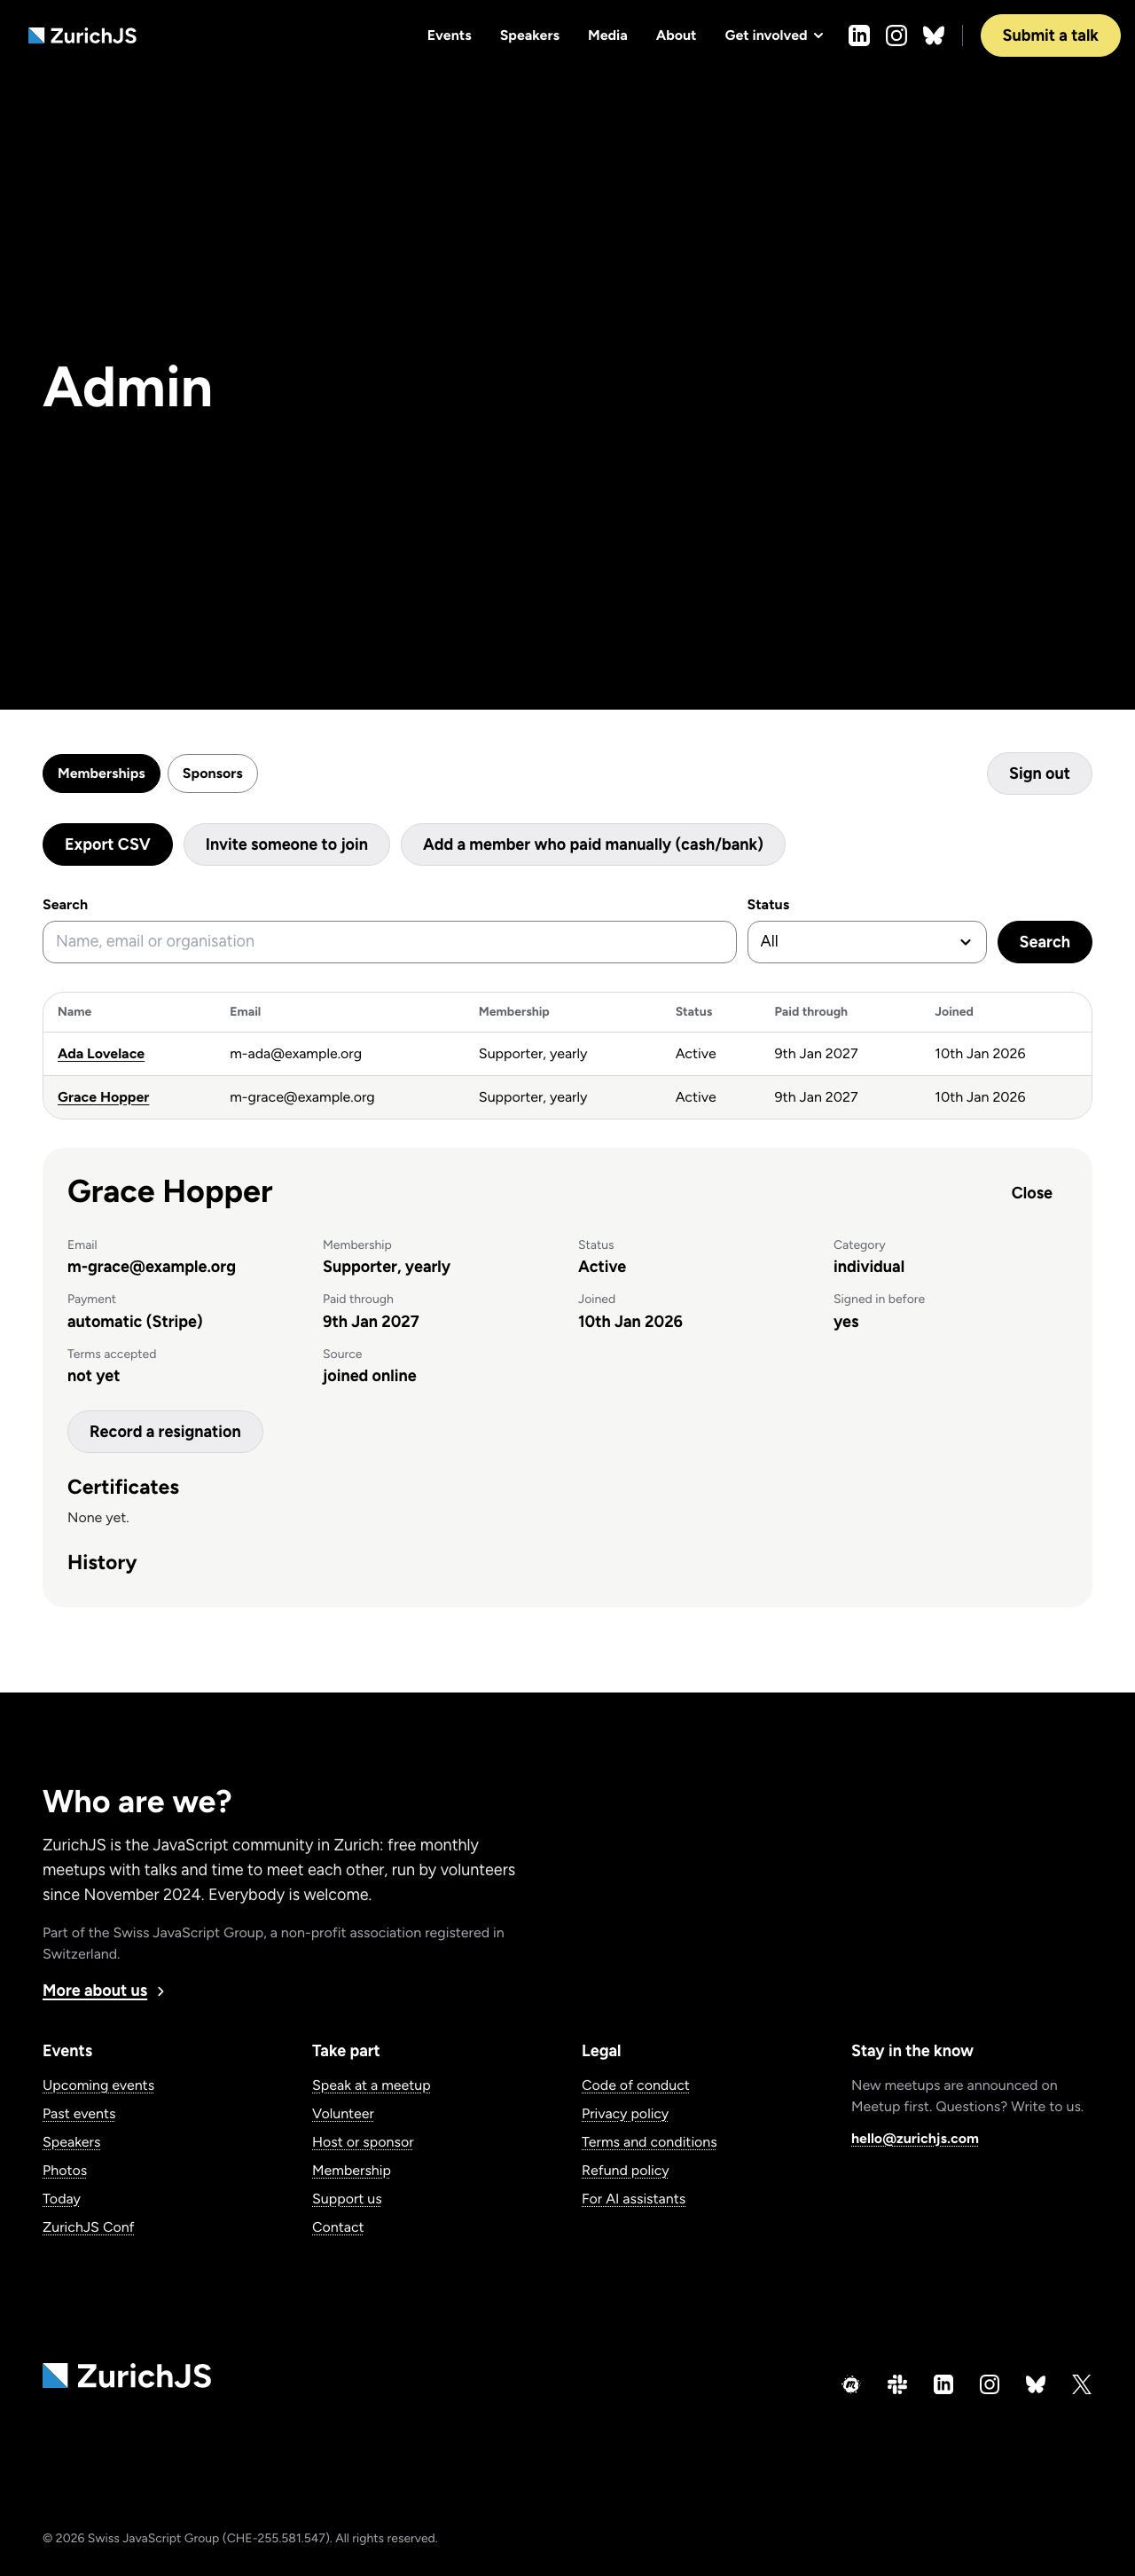 ZurichJS
Events Speakers Media About Get involved Submit a talk
Admin
Memberships Sponsors Sign out
Export CSV Invite someone to join Add a member who paid manually (cash/bank)
Search Status
Name, email or organisation All Search
Name Email Membership Status Paid through Joined
Ada Lovelace m-ada@example.org Supporter, yearly Active 9th Jan 2027 10th Jan 2026
Grace Hopper m-grace@example.org Supporter, yearly Active 9th Jan 2027 10th Jan 2026
Grace Hopper Close
Email Membership Status Category
m-grace@example.org Supporter, yearly Active individual
Payment Paid through Joined Signed in before
automatic (Stripe) 9th Jan 2027 10th Jan 2026 yes
Terms accepted Source
not yet joined online
Record a resignation
Certificates
None yet.
History
Who are we?
ZurichJS is the JavaScript community in Zurich: free monthly
meetups with talks and time to meet each other, run by volunteers
since November 2024. Everybody is welcome.
Part of the Swiss JavaScript Group, a non-profit association registered in
Switzerland.
More about us
Events Take part Legal Stay in the know
Upcoming events Speak at a meetup Code of conduct New meetups are announced on
Past events Volunteer Privacy policy Meetup first. Questions? Write to us.
Speakers Host or sponsor Terms and conditions hello@zurichjs.com
Photos Membership Refund policy
Today Support us For AI assistants
ZurichJS Conf Contact
ZurichJS
© 2026 Swiss JavaScript Group (CHE-255.581.547). All rights reserved.